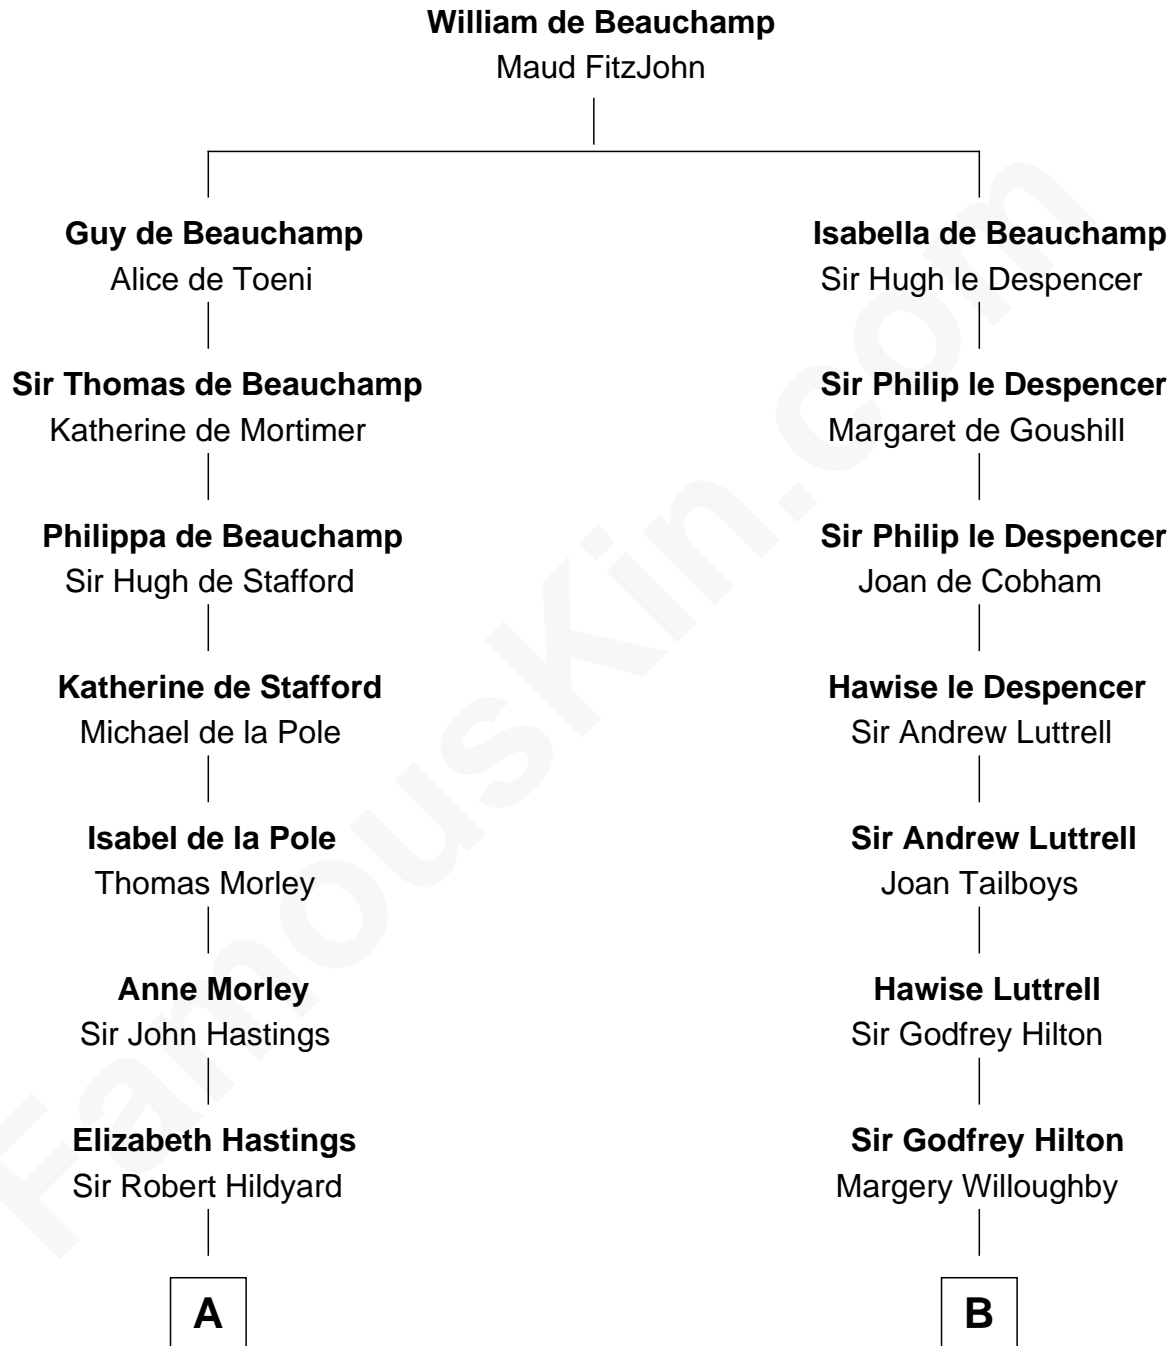 William de Beauchamp
Maud FitzJohn
Guy de Beauchamp
Alice de Toeni
Isabella de Beauchamp
Sir Hugh le Despencer
Sir Thomas de Beauchamp
Katherine de Mortimer
Sir Philip le Despencer
Margaret de Goushill
Philippa de Beauchamp
Sir Hugh de Stafford
Sir Philip le Despencer
Joan de Cobham
Katherine de Stafford
Michael de la Pole
Hawise le Despencer
Sir Andrew Luttrell
Isabel de la Pole
Thomas Morley
Sir Andrew Luttrell
Joan Tailboys
Anne Morley
Sir John Hastings
Hawise Luttrell
Sir Godfrey Hilton
Elizabeth Hastings
Sir Robert Hildyard
Sir Godfrey Hilton
Margery Willoughby
A
B
FamousKin.com